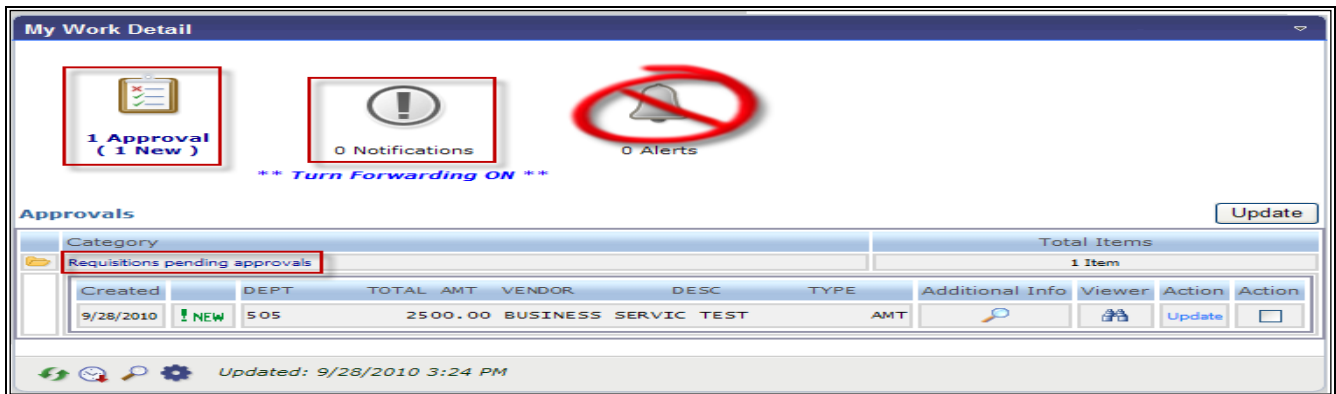 My Work Detail
1 Approval
( 1 New )
0 Notifications
0 Alerts
** Turn Forwarding ON **
Approvals
Update
Category Total Items
Requisitions pending approvals 1 Item
Created DEPT TOTAL AMT VENDOR DESC TYPE Additional Info Viewer Action Action
9/28/2010 ! NEW 505 2500.00 BUSINESS SERVIC TEST AMT Update
Updated: 9/28/2010 3:24 PM